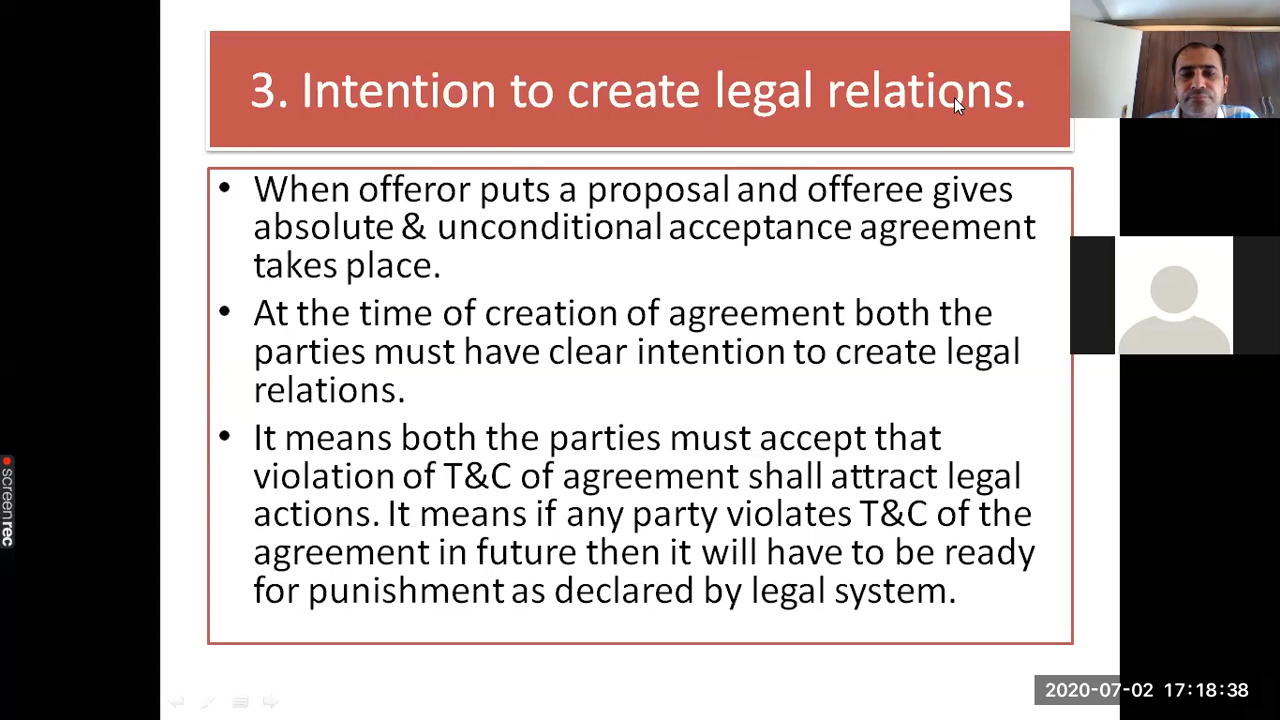 3. Intention to create legal relations.
• When offeror puts a proposal and offeree gives
absolute & unconditional acceptance agreement
takes place.
• At the time of creation of agreement both the
parties must have clear intention to create legal
relations.
• It means both the parties must accept that
violation of T&C of agreement shall attract legal
actions. It means if any party violates T&C of the
agreement in future then it will have to be ready
for punishment as declared by legal system.
screenrec
2020-07-02 17:18:38